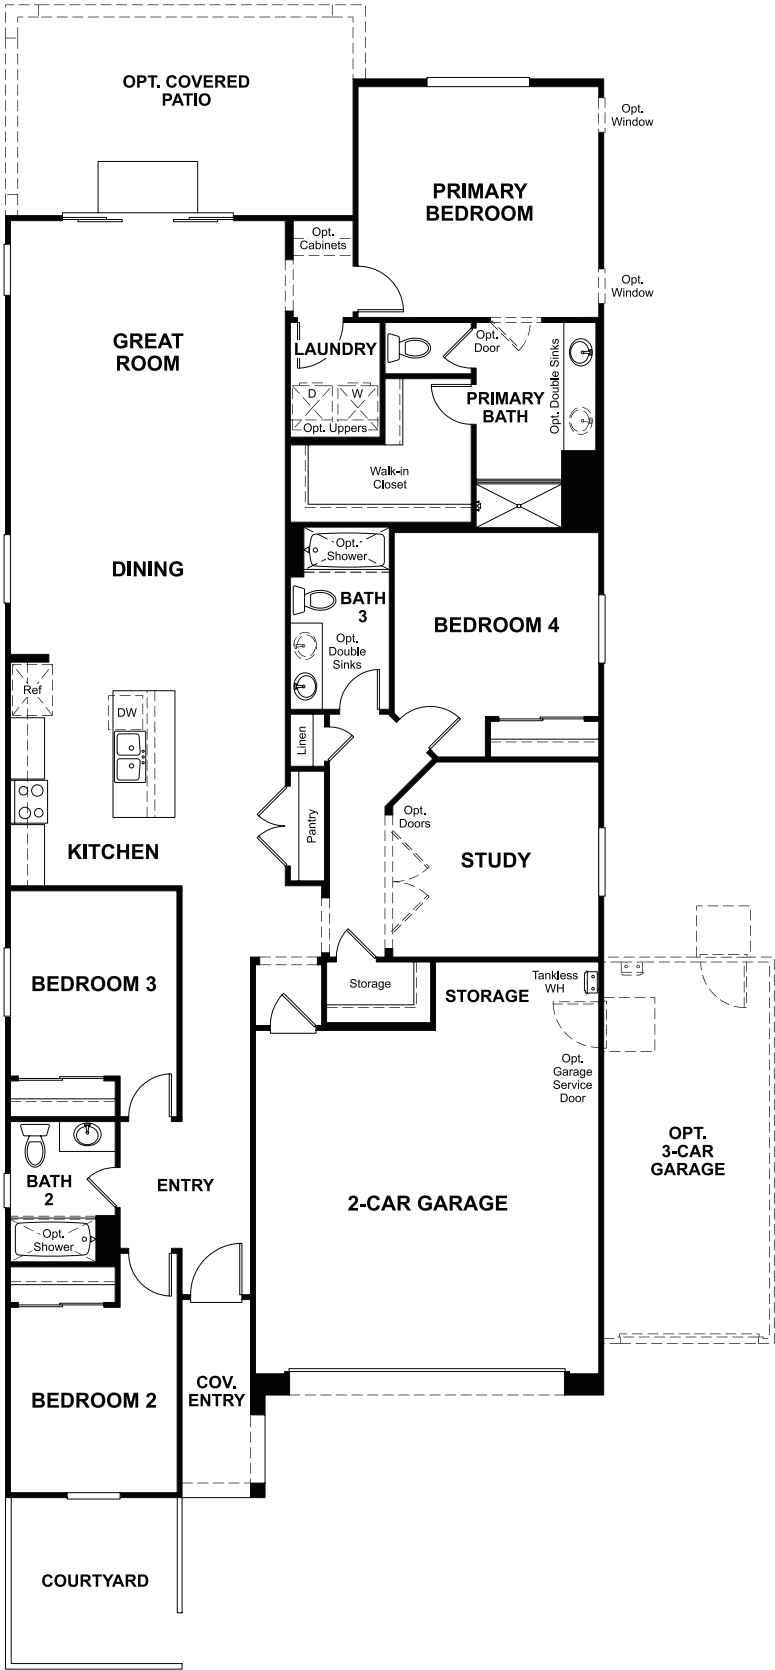 OPT. COVERED
PATIO
Opt.
Window
PRIMARY
BEDROOM
Opt.
Cabinets
Opt.
Window
GREAT
ROOM
LAUNDRY
Opt.
Door
Opt. Double Sinks
D
W
Opt. Uppers
PRIMARY
BATH
Walk-in
Closet
Opt.
Shower
DINING
BATH
3
BEDROOM 4
Opt.
Double
Sinks
Ref
DW
Linen
Pantry
Opt.
Doors
KITCHEN
STUDY
BEDROOM 3
Storage
STORAGE
Tankless
WH
Opt.
Garage
Service
Door
OPT.
3-CAR
GARAGE
BATH
2
ENTRY
2-CAR GARAGE
Opt.
Shower
COV.
ENTRY
BEDROOM 2
COURTYARD